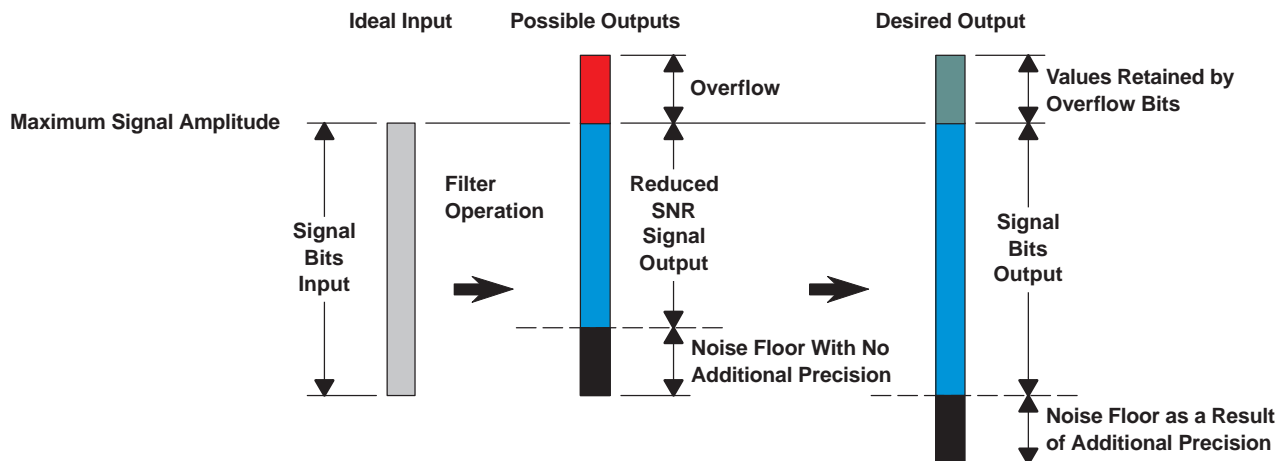 Ideal Input
Possible Outputs
Desired Output
Maximum Signal Amplitude
Overflow
Values Retained by
Overflow Bits
Filter
Operation
Signal
Bits
Input
Reduced
SNR
Signal
Output
Signal
Bits
Output
Noise Floor With No
Additional Precision
Noise Floor as a Result
of Additional Precision